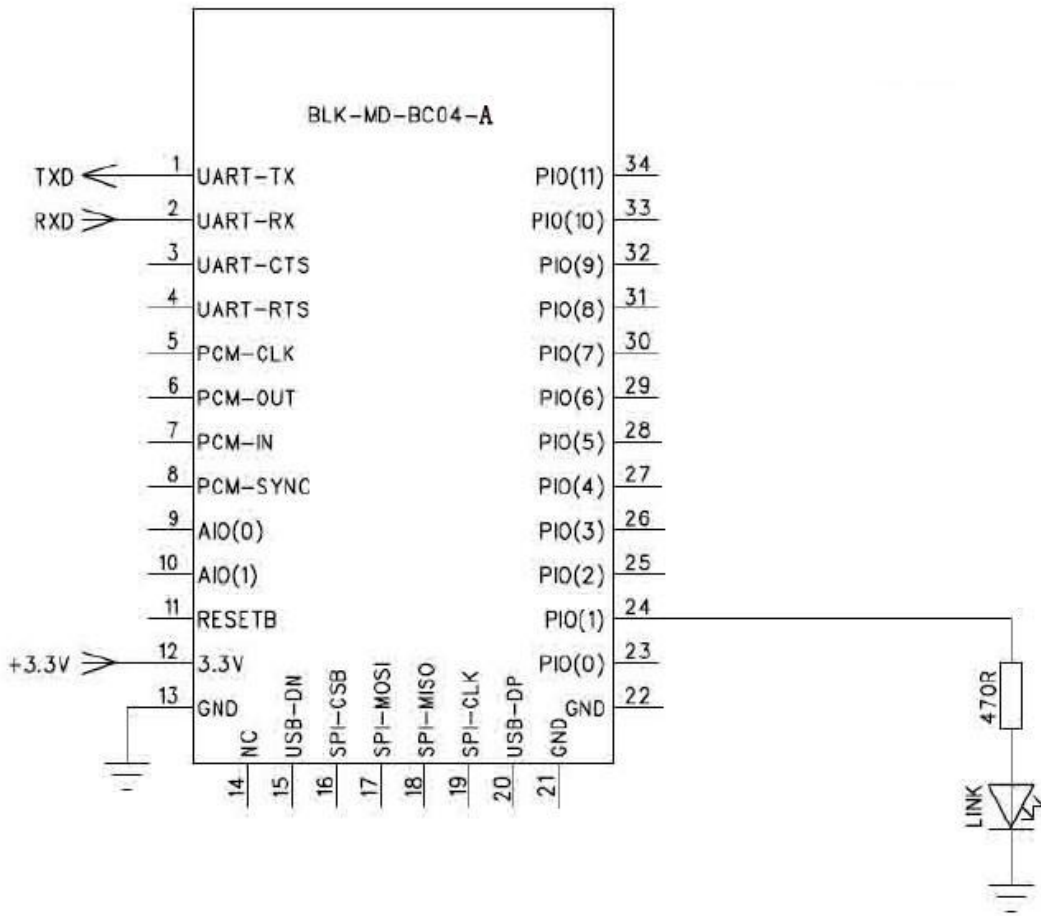 BLK-MD-BC04-A
TXD
1
UART-TX
PIO(11)
34
RXD
2
UART-RX
PIO(10)
33
3
UART-CTS
PIO(9)
32
4
UART-RTS
PIO(8)
31
5
PCM-CLK
PIO(7)
30
6
PCM-OUT
PIO(6)
29
7
PCM-IN
PIO(5)
28
8
PCM-SYNC
PIO(4)
27
9
AIO(0)
PIO(3)
26
10
AIO(1)
PIO(2)
25
11
RESETB
PIO(1)
24
+3.3V
12
3.3V
PIO(0)
23
13
GND
GND
22
NC
USB-DN
SPI-CSB
SPI-MOSI
SPI-MISO
SPI-CLK
USB-DP
GND
14
15
16
17
18
19
20
21
470R
LINK